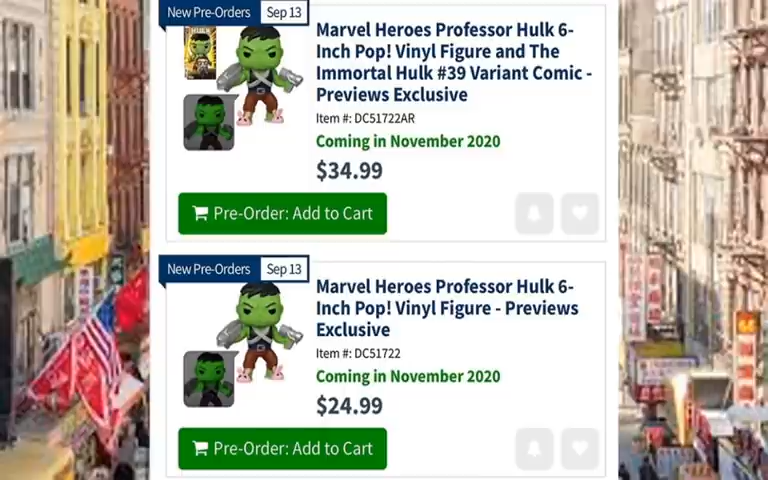 New Pre-Orders Sep 13
Marvel Heroes Professor Hulk 6-
Inch Pop! Vinyl Figure and The
Immortal Hulk #39 Variant Comic -
Previews Exclusive
Item #: DC51722AR
Coming in November 2020
$34.99
Pre-Order: Add to Cart
New Pre-Orders Sep 13
Marvel Heroes Professor Hulk 6-
Inch Pop! Vinyl Figure - Previews
Exclusive
Item #: DC51722
Coming in November 2020
$24.99
Pre-Order: Add to Cart